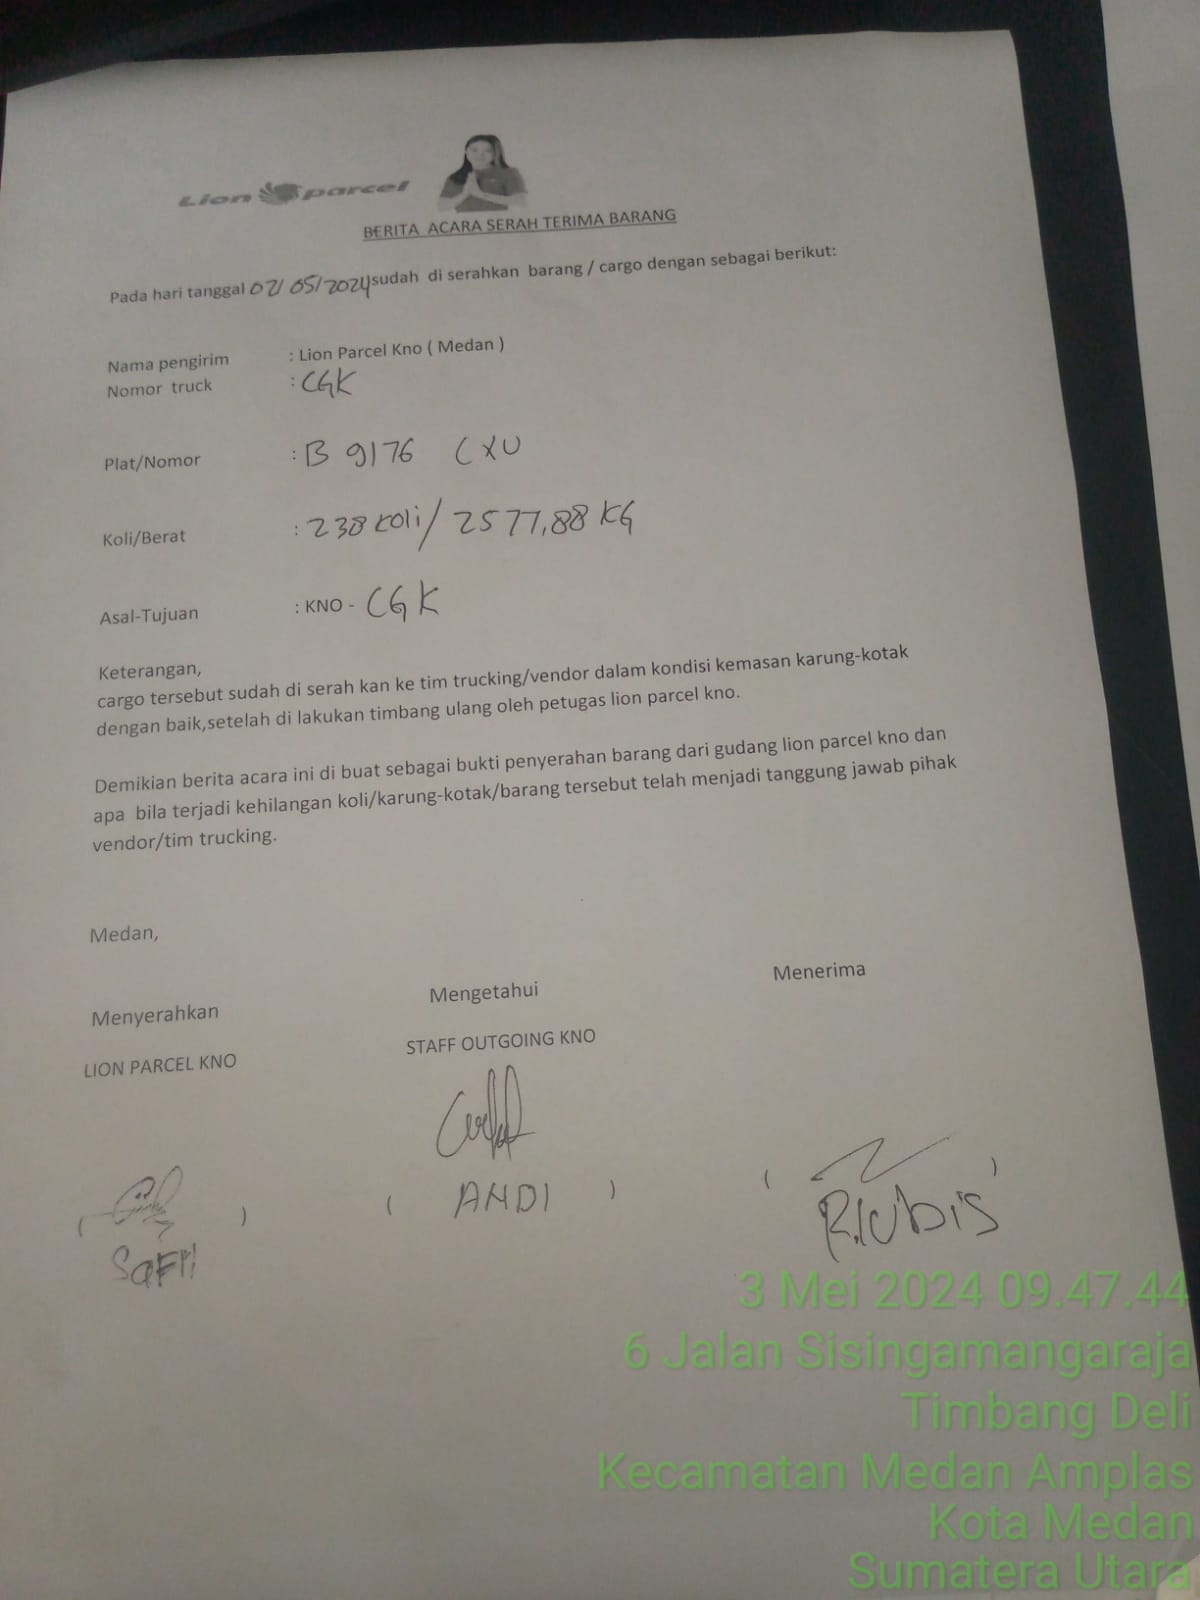 Lion parcel
BERITA ACARA SERAH TERIMA BARANG
Pada hari tanggal 02/05/2024 sudah di serahkan barang / cargo dengan sebagai berikut:
Nama pengirim : Lion Parcel Kno ( Medan )
Nomor truck : CGK
Plat/Nomor : B 9176 CXU
Koli/Berat : 238 Koli / 2577,88 KG
Asal-Tujuan : KNO - CGK
Keterangan,
cargo tersebut sudah di serah kan ke tim trucking/vendor dalam kondisi kemasan karung-kotak
dengan baik,setelah di lakukan timbang ulang oleh petugas lion parcel kno.
Demikian berita acara ini di buat sebagai bukti penyerahan barang dari gudang lion parcel kno dan
apa bila terjadi kehilangan koli/karung-kotak/barang tersebut telah menjadi tanggung jawab pihak
vendor/tim trucking.
Medan,
Menyerahkan Mengetahui Menerima
LION PARCEL KNO STAFF OUTGOING KNO
( ) ( ANDI ) ( )
SaFri R.lubis
3 Mei 2024 09.47.44
6 Jalan Sisingamangaraja
Timbang Deli
Kecamatan Medan Amplas
Kota Medan
Sumatera Utara